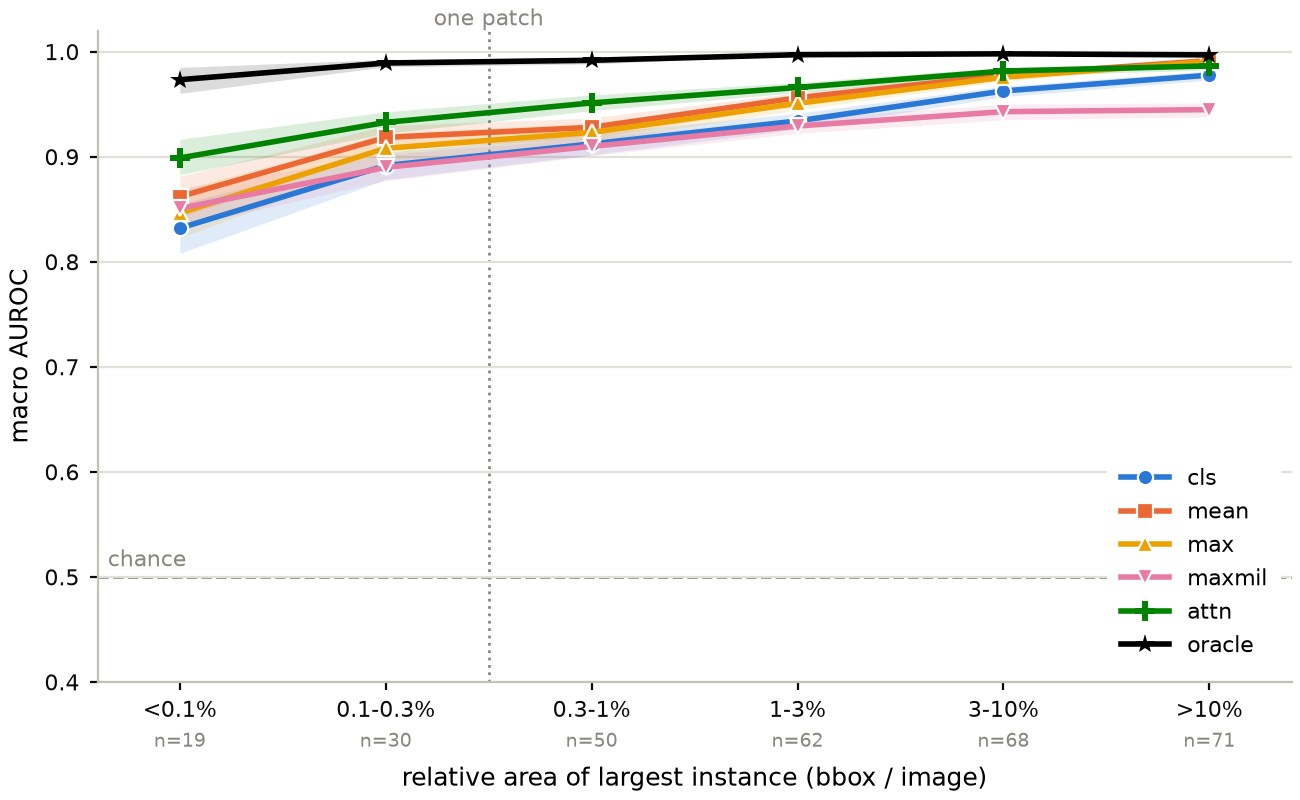 one patch
1.0
0.9
0.8
0.7
0.6
0.5
0.4
macro AUROC
chance
cls
mean
max
maxmil
attn
oracle
<0.1% 0.1-0.3% 0.3-1% 1-3% 3-10% >10%
n=19 n=30 n=50 n=62 n=68 n=71
relative area of largest instance (bbox / image)